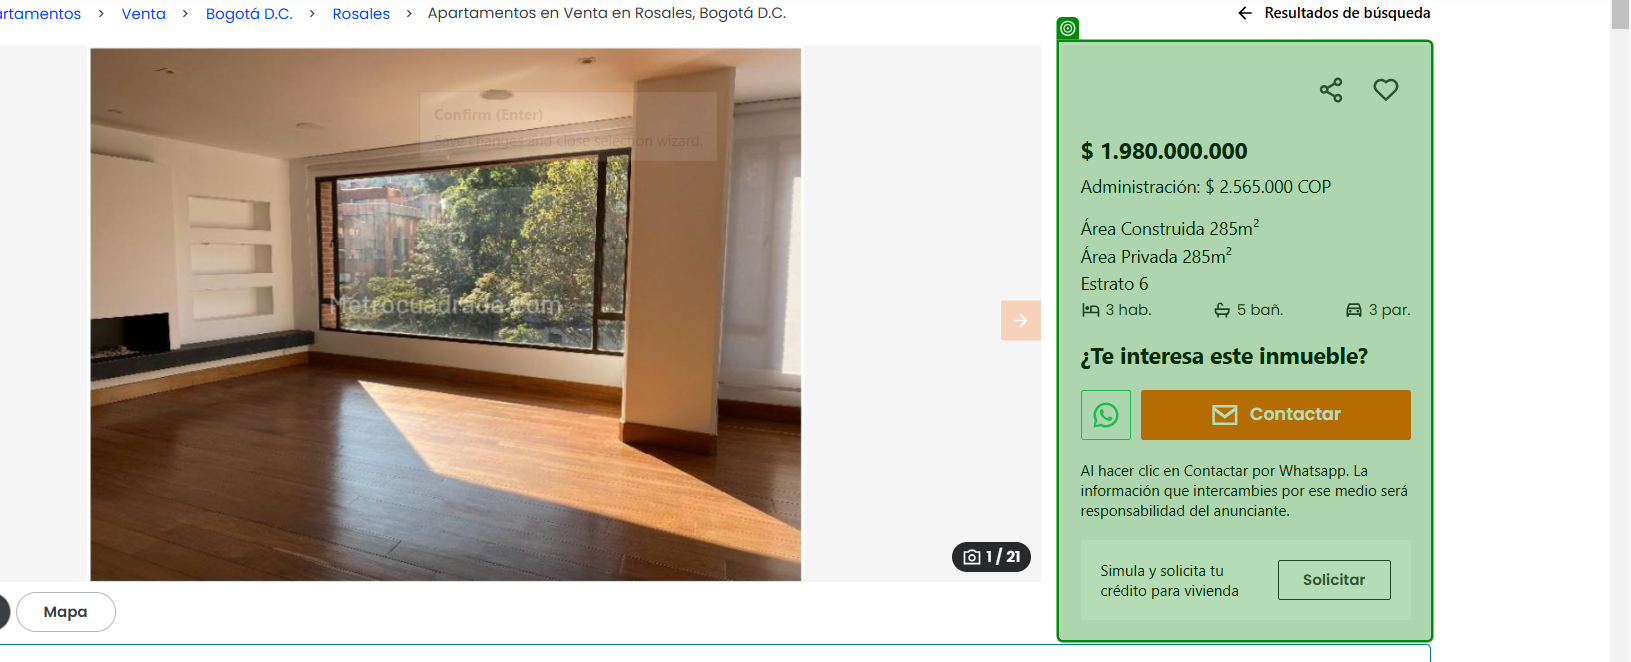 artamentos > Venta > Bogotá D.C. > Rosales > Apartamentos en Venta en Rosales, Bogotá D.C.
Resultados de búsqueda
Confirm (Enter)
Save changes and close selection wizard.
Metrocuadrado.com
1 / 21
Mapa
$ 1.980.000.000
Administración: $ 2.565.000 COP
Área Construida 285m²
Área Privada 285m²
Estrato 6
3 hab. 5 bañ. 3 par.
¿Te interesa este inmueble?
Contactar
Al hacer clic en Contactar por Whatsapp. La
información que intercambies por ese medio será
responsabilidad del anunciante.
Simula y solicita tu
crédito para vivienda
Solicitar